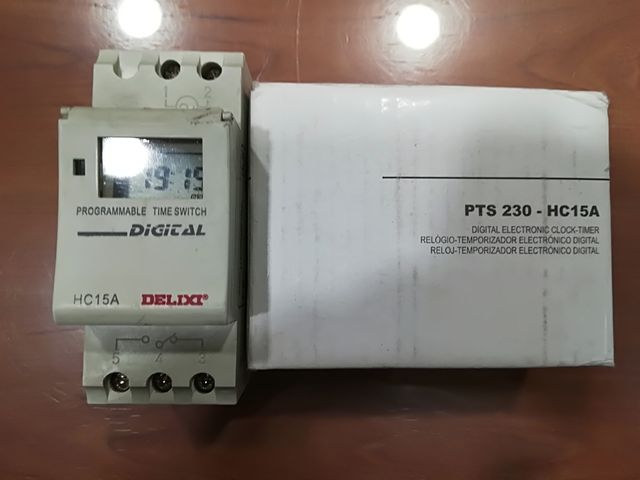 1 2
19:15
PROGRAMMABLE TIME SWITCH
DIGITAL
HC15A DELIXI®
5 4 3
PTS 230 - HC15A
DIGITAL ELECTRONIC CLOCK-TIMER
RELÓGIO-TEMPORIZADOR ELECTRÓNICO DIGITAL
RELOJ-TEMPORIZADOR ELECTRÓNICO DIGITAL